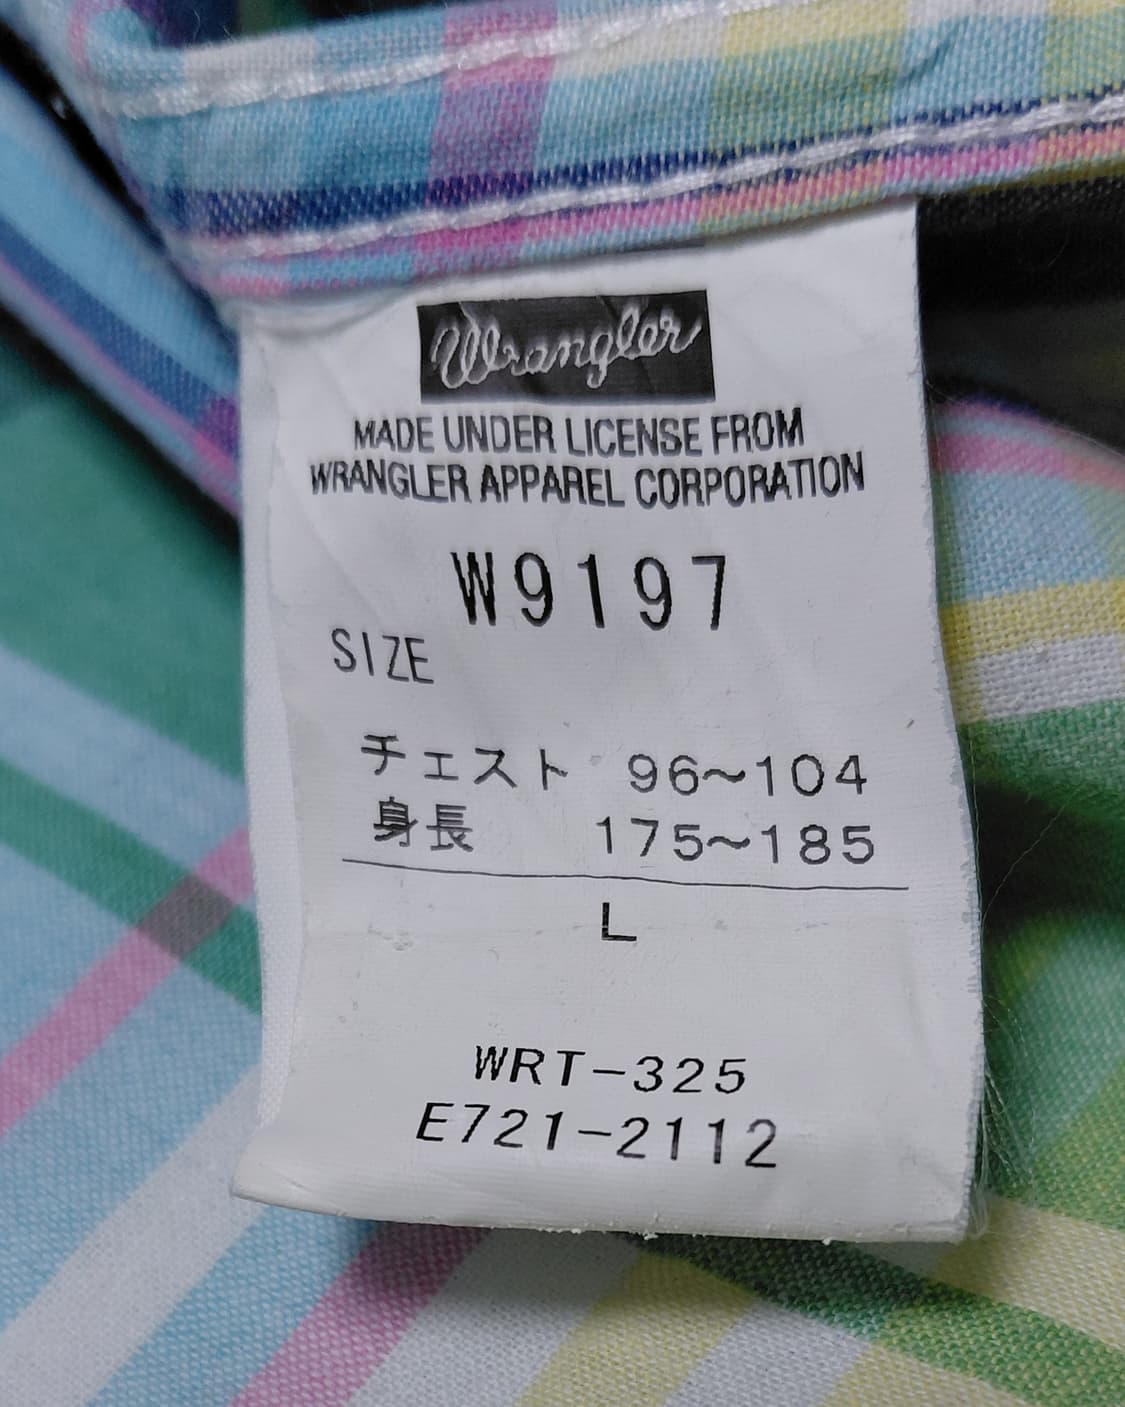 Wrangler
MADE UNDER LICENSE FROM
WRANGLER APPAREL CORPORATION
W9197
SIZE
チェスト 96～104
身長 175～185
L
WRT-325
E721-2112